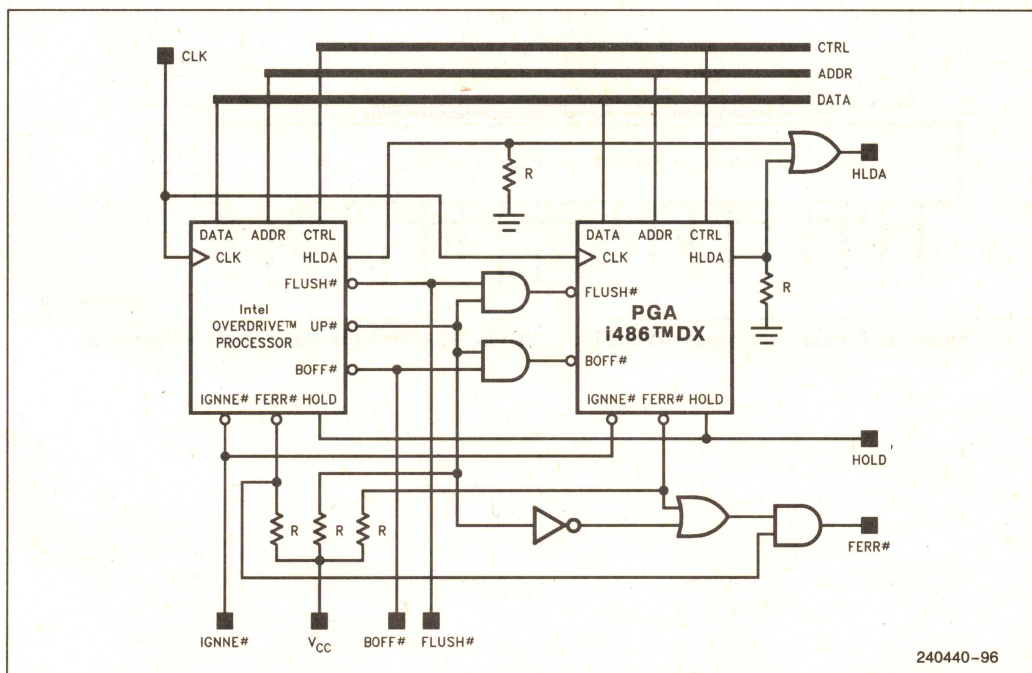 CLK
CTRL
ADDR
DATA
R
HLDA
DATA ADDR CTRL
CLK HLDA
FLUSH#
Intel
OVERDRIVE™
PROCESSOR
UP#
BOFF#
IGNNE# FERR# HOLD
DATA ADDR CTRL
CLK HLDA
FLUSH#
PGA
i486™DX
BOFF#
IGNNE# FERR# HOLD
R
HOLD
R R R
FERR#
IGNNE# VCC BOFF# FLUSH#
240440-96